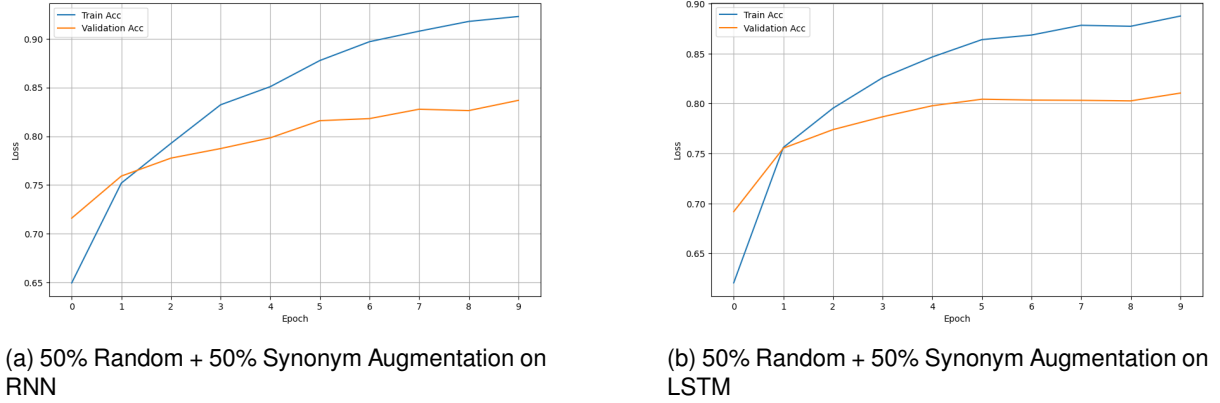 Train Acc
Validation Acc
0.90
0.85
0.80
0.75
0.70
0.65
Loss
0 1 2 3 4 5 6 7 8 9
Epoch
(a) 50% Random + 50% Synonym Augmentation on
RNN
Train Acc
Validation Acc
0.90
0.85
0.80
0.75
0.70
0.65
Loss
0 1 2 3 4 5 6 7 8 9
Epoch
(b) 50% Random + 50% Synonym Augmentation on
LSTM